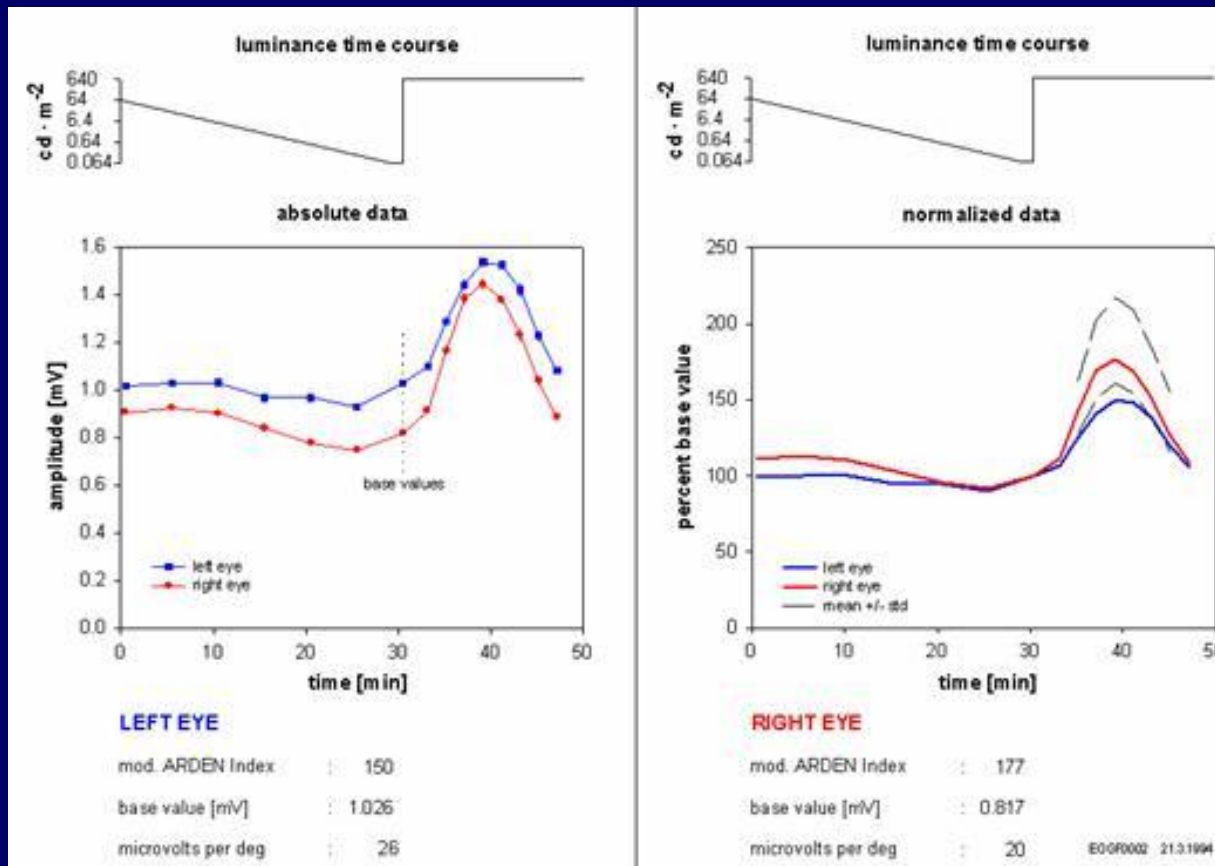 luminance time course
cd · m-2
640
64
6.4
0.64
0.064
absolute data
amplitude [mV]
1.6
1.4
1.2
1.0
0.8
0.6
0.4
0.2
0.0
base values
left eye
right eye
0 10 20 30 40 50
time [min]
LEFT EYE
mod. ARDEN Index : 150
base value [mV] : 1.026
microvolts per deg : 26
luminance time course
cd · m-2
640
64
6.4
0.64
0.064
normalized data
percent base value
250
200
150
100
50
0
left eye
right eye
mean +/- std
0 10 20 30 40 50
time [min]
RIGHT EYE
mod. ARDEN Index : 177
base value [mV] : 0.817
microvolts per deg : 20
21.3.1994